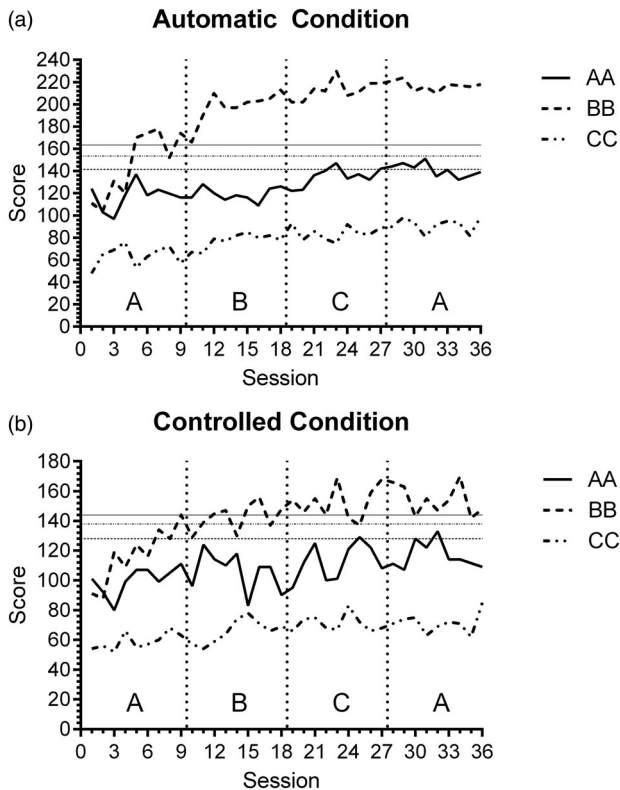 (a)
Automatic Condition
240
220
200
180
160
140
120
100
80
60
40
20
0
Score
A B C A
0 3 6 9 12 15 18 21 24 27 30 33 36
Session
AA
BB
CC
(b)
Controlled Condition
180
160
140
120
100
80
60
40
20
0
Score
A B C A
0 3 6 9 12 15 18 21 24 27 30 33 36
Session
AA
BB
CC